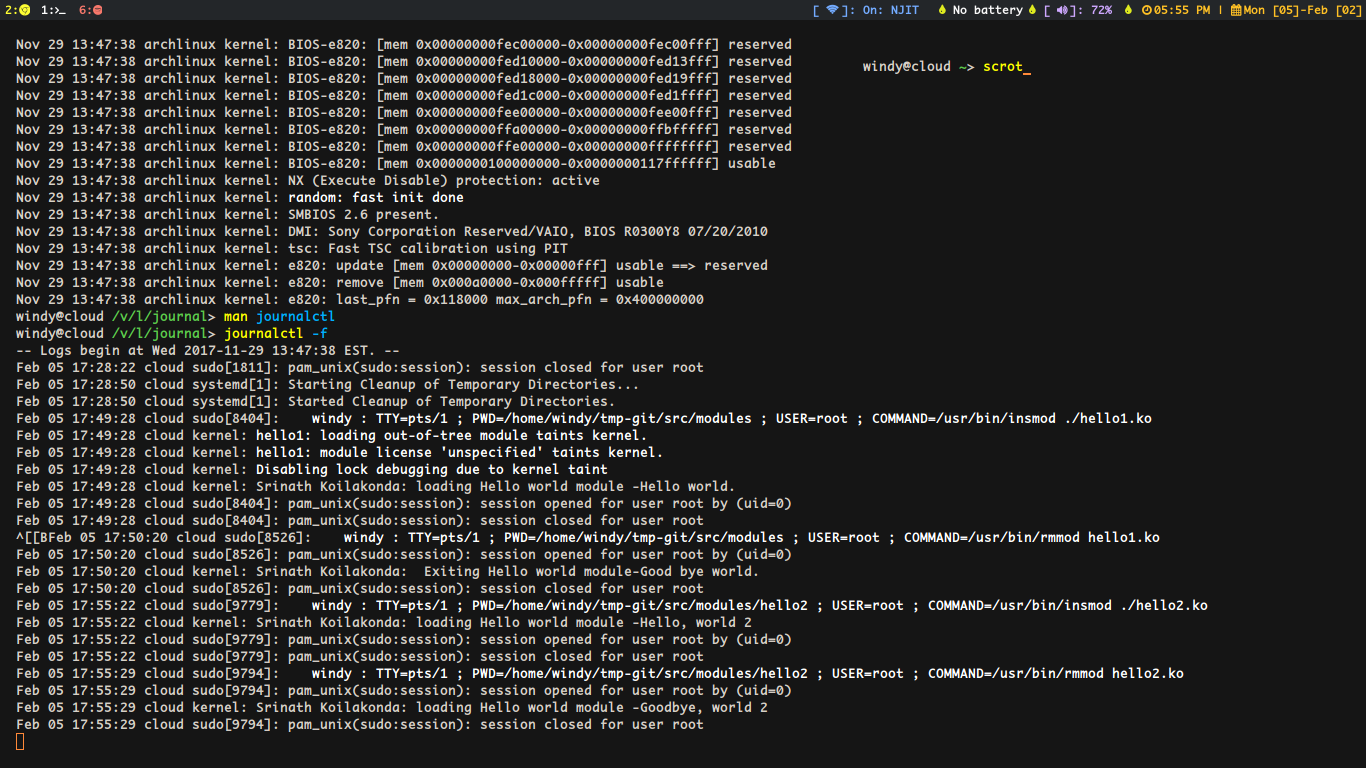 2: 1:>_ 6: [ ]: On: NJIT No battery [ ]: 72% 05:55 PM | Mon [05]-Feb [02]
Nov 29 13:47:38 archlinux kernel: BIOS-e820: [mem 0x00000000fec00000-0x00000000fec00fff] reserved
Nov 29 13:47:38 archlinux kernel: BIOS-e820: [mem 0x00000000fed10000-0x00000000fed13fff] reserved
windy@cloud ~> scrot_
Nov 29 13:47:38 archlinux kernel: BIOS-e820: [mem 0x00000000fed18000-0x00000000fed19fff] reserved
Nov 29 13:47:38 archlinux kernel: BIOS-e820: [mem 0x00000000fed1c000-0x00000000fed1ffff] reserved
Nov 29 13:47:38 archlinux kernel: BIOS-e820: [mem 0x00000000fee00000-0x00000000fee00fff] reserved
Nov 29 13:47:38 archlinux kernel: BIOS-e820: [mem 0x00000000ffa00000-0x00000000ffbfffff] reserved
Nov 29 13:47:38 archlinux kernel: BIOS-e820: [mem 0x00000000ffe00000-0x00000000ffffffff] reserved
Nov 29 13:47:38 archlinux kernel: BIOS-e820: [mem 0x0000000100000000-0x0000000117ffffff] usable
Nov 29 13:47:38 archlinux kernel: NX (Execute Disable) protection: active
Nov 29 13:47:38 archlinux kernel: random: fast init done
Nov 29 13:47:38 archlinux kernel: SMBIOS 2.6 present.
Nov 29 13:47:38 archlinux kernel: DMI: Sony Corporation Reserved/VAIO, BIOS R0300Y8 07/20/2010
Nov 29 13:47:38 archlinux kernel: tsc: Fast TSC calibration using PIT
Nov 29 13:47:38 archlinux kernel: e820: update [mem 0x00000000-0x00000fff] usable ==> reserved
Nov 29 13:47:38 archlinux kernel: e820: remove [mem 0x000a0000-0x000fffff] usable
Nov 29 13:47:38 archlinux kernel: e820: last_pfn = 0x118000 max_arch_pfn = 0x400000000
windy@cloud /v/l/journal> man journalctl
windy@cloud /v/l/journal> journalctl -f
-- Logs begin at Wed 2017-11-29 13:47:38 EST. --
Feb 05 17:28:22 cloud sudo[1811]: pam_unix(sudo:session): session closed for user root
Feb 05 17:28:50 cloud systemd[1]: Starting Cleanup of Temporary Directories...
Feb 05 17:28:50 cloud systemd[1]: Started Cleanup of Temporary Directories.
Feb 05 17:49:28 cloud sudo[8404]:    windy : TTY=pts/1 ; PWD=/home/windy/tmp-git/src/modules ; USER=root ; COMMAND=/usr/bin/insmod ./hello1.ko
Feb 05 17:49:28 cloud kernel: hello1: loading out-of-tree module taints kernel.
Feb 05 17:49:28 cloud kernel: hello1: module license 'unspecified' taints kernel.
Feb 05 17:49:28 cloud kernel: Disabling lock debugging due to kernel taint
Feb 05 17:49:28 cloud kernel: Srinath Koilakonda: loading Hello world module -Hello world.
Feb 05 17:49:28 cloud sudo[8404]: pam_unix(sudo:session): session opened for user root by (uid=0)
Feb 05 17:49:28 cloud sudo[8404]: pam_unix(sudo:session): session closed for user root
^[[BFeb 05 17:50:20 cloud sudo[8526]:    windy : TTY=pts/1 ; PWD=/home/windy/tmp-git/src/modules ; USER=root ; COMMAND=/usr/bin/rmmod hello1.ko
Feb 05 17:50:20 cloud sudo[8526]: pam_unix(sudo:session): session opened for user root by (uid=0)
Feb 05 17:50:20 cloud kernel: Srinath Koilakonda:  Exiting Hello world module-Good bye world.
Feb 05 17:50:20 cloud sudo[8526]: pam_unix(sudo:session): session closed for user root
Feb 05 17:55:22 cloud sudo[9779]:    windy : TTY=pts/1 ; PWD=/home/windy/tmp-git/src/modules/hello2 ; USER=root ; COMMAND=/usr/bin/insmod ./hello2.ko
Feb 05 17:55:22 cloud kernel: Srinath Koilakonda: loading Hello world module -Hello, world 2
Feb 05 17:55:22 cloud sudo[9779]: pam_unix(sudo:session): session opened for user root by (uid=0)
Feb 05 17:55:22 cloud sudo[9779]: pam_unix(sudo:session): session closed for user root
Feb 05 17:55:29 cloud sudo[9794]:    windy : TTY=pts/1 ; PWD=/home/windy/tmp-git/src/modules/hello2 ; USER=root ; COMMAND=/usr/bin/rmmod hello2.ko
Feb 05 17:55:29 cloud sudo[9794]: pam_unix(sudo:session): session opened for user root by (uid=0)
Feb 05 17:55:29 cloud kernel: Srinath Koilakonda: loading Hello world module -Goodbye, world 2
Feb 05 17:55:29 cloud sudo[9794]: pam_unix(sudo:session): session closed for user root